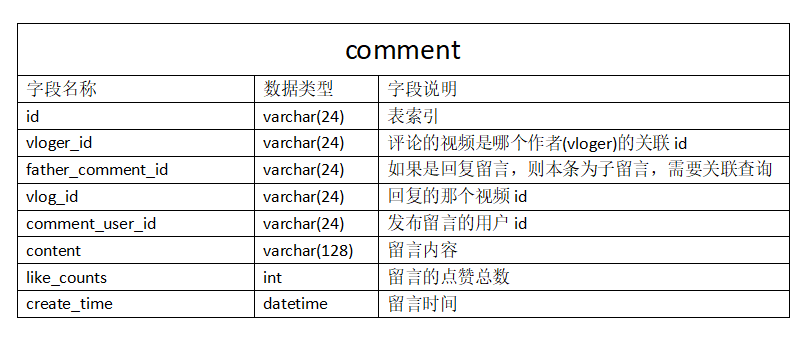 comment
字段名称 数据类型 字段说明
id varchar(24) 表索引
vloger_id varchar(24) 评论的视频是哪个作者(vloger)的关联 id
father_comment_id varchar(24) 如果是回复留言，则本条为子留言，需要关联查询
vlog_id varchar(24) 回复的那个视频 id
comment_user_id varchar(24) 发布留言的用户 id
content varchar(128) 留言内容
like_counts int 留言的点赞总数
create_time datetime 留言时间